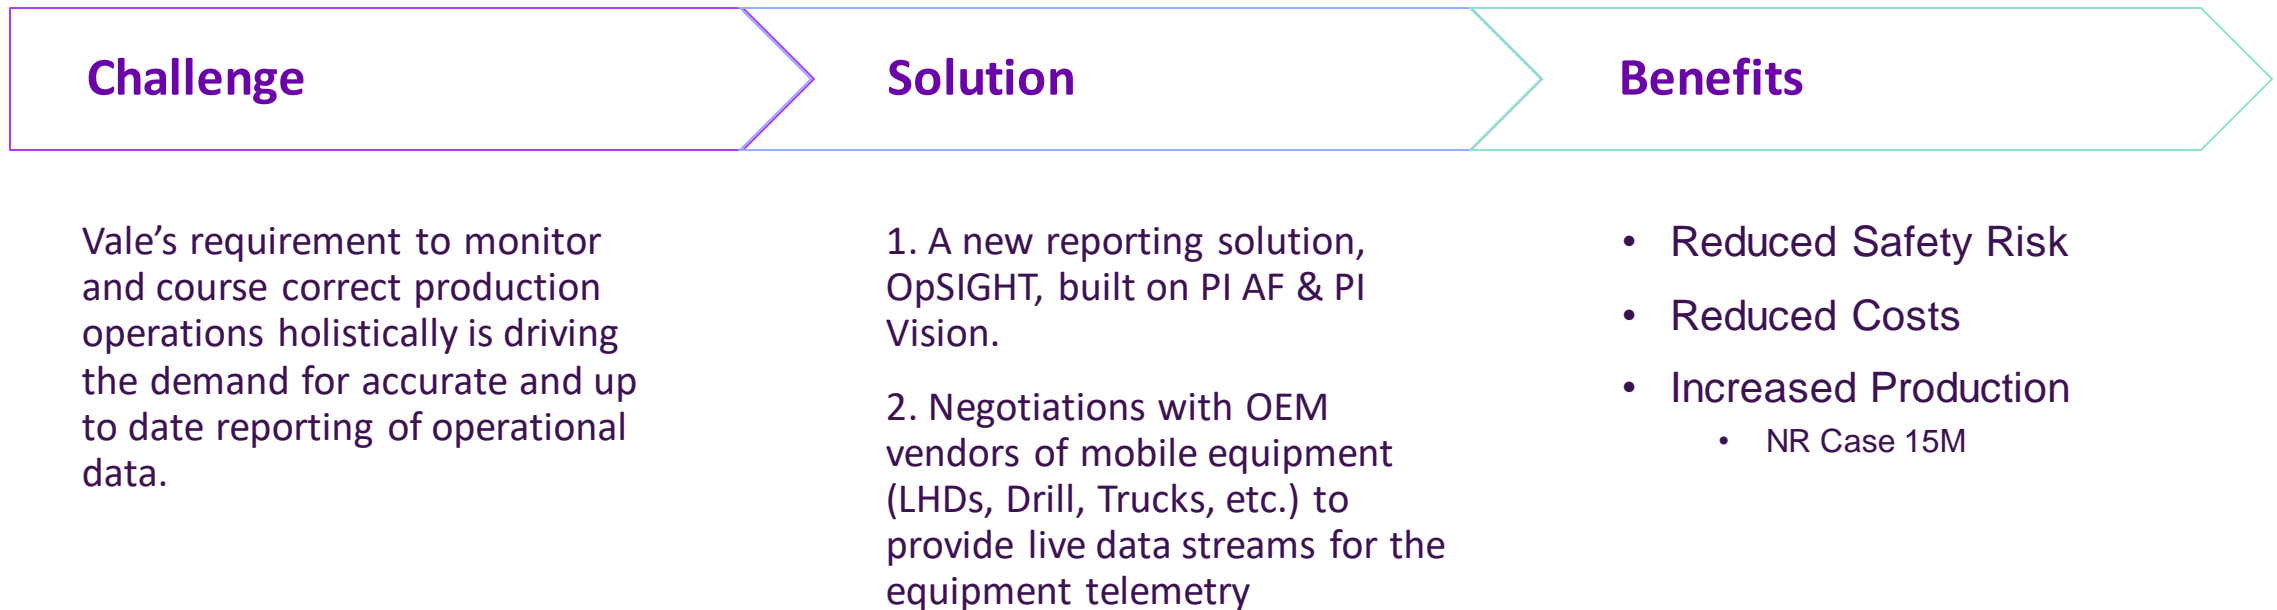 Challenge
Solution
Benefits
Vale’s requirement to monitor
and course correct production
operations holistically is driving
the demand for accurate and up
to date reporting of operational
data.
1. A new reporting solution,
OpSIGHT, built on PI AF & PI
Vision.
2. Negotiations with OEM
vendors of mobile equipment
(LHDs, Drill, Trucks, etc.) to
provide live data streams for the
equipment telemetry
• Reduced Safety Risk
• Reduced Costs
• Increased Production
• NR Case 15M